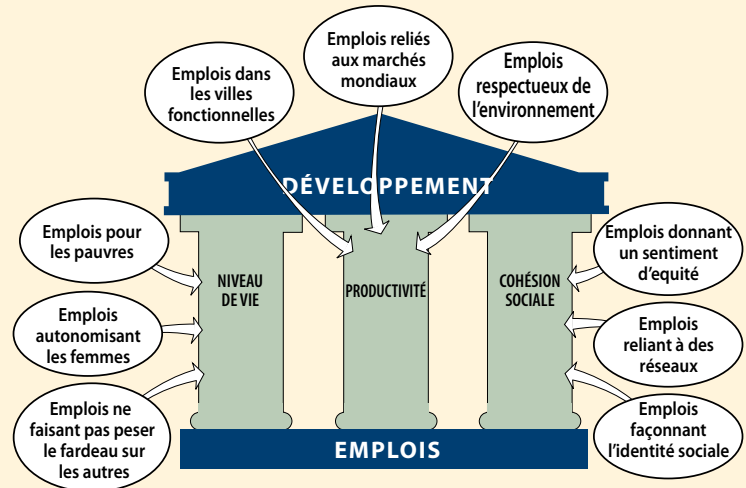 Emplois dans
les villes
fonctionnelles
Emplois reliés
aux marchés
mondiaux
Emplois
respectueux de
l'environnement
DÉVELOPPEMENT
Emplois pour
les pauvres
Emplois
autonomisant
les femmes
Emplois ne
faisant pas peser
le fardeau sur
les autres
NIVEAU
DE VIE
PRODUCTIVITÉ
COHÉSION
SOCIALE
Emplois donnant
un sentiment
d'equité
Emplois
reliant à des
réseaux
Emplois
façonnant
l'identité sociale
EMPLOIS